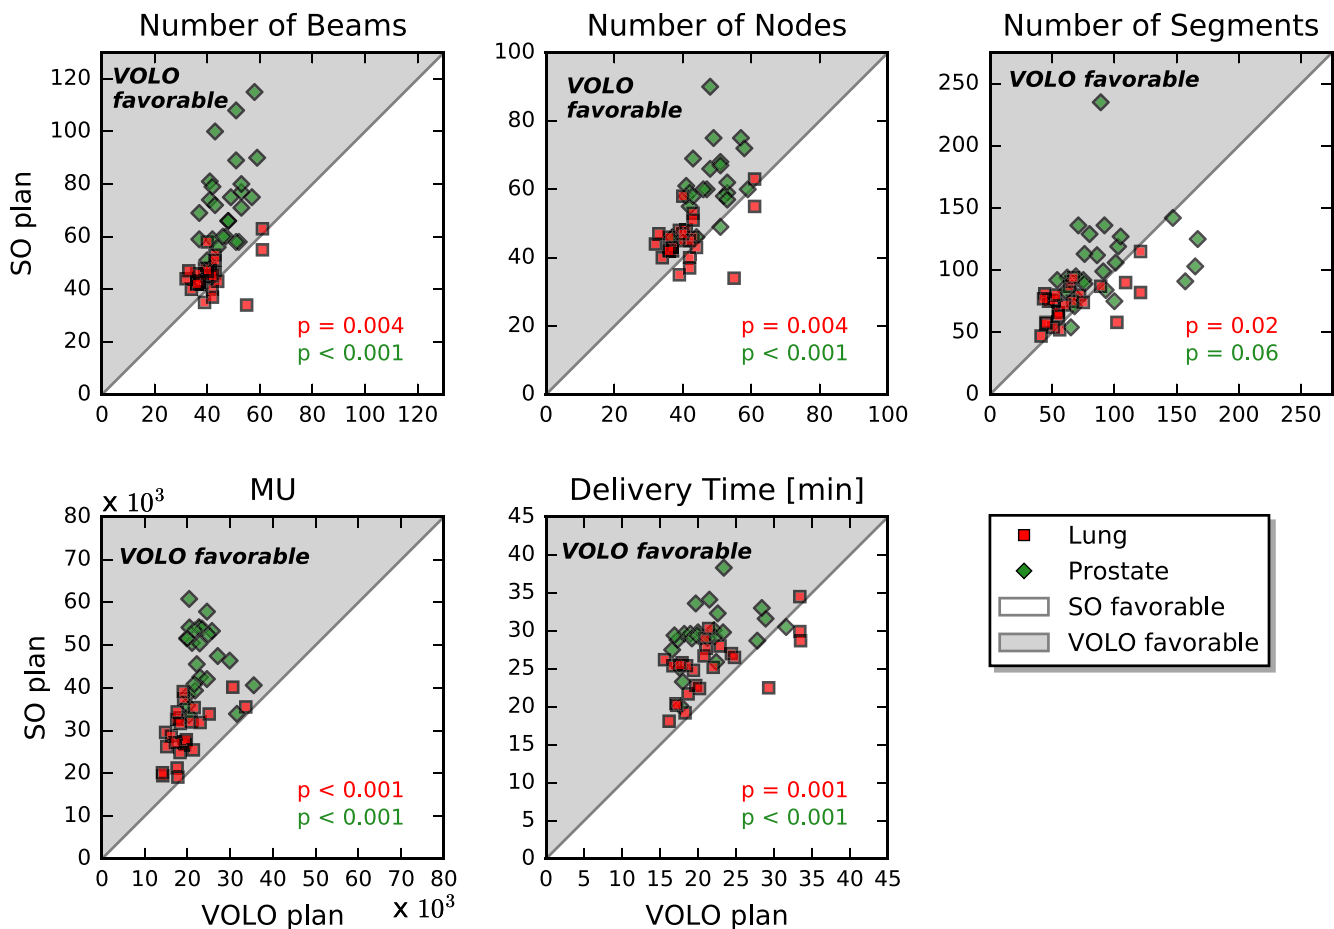 Number of Beams
VOLO
favorable
p = 0.004
p < 0.001
SO plan
0
20
40
60
80
100
120
0 20 40 60 80 100 120
Number of Nodes
VOLO
favorable
p = 0.004
p < 0.001
0
20
40
60
80
100
0 20 40 60 80 100
Number of Segments
VOLO favorable
p = 0.02
p = 0.06
0
50
100
150
200
250
0 50 100 150 200 250
MU
x 10³
VOLO favorable
p < 0.001
p < 0.001
SO plan
0
10
20
30
40
50
60
70
80
0 10 20 30 40 50 60 70 80
VOLO plan
x 10³
Delivery Time [min]
VOLO favorable
p = 0.001
p < 0.001
0
5
10
15
20
25
30
35
40
45
0 5 10 15 20 25 30 35 40 45
VOLO plan
Lung
Prostate
SO favorable
VOLO favorable